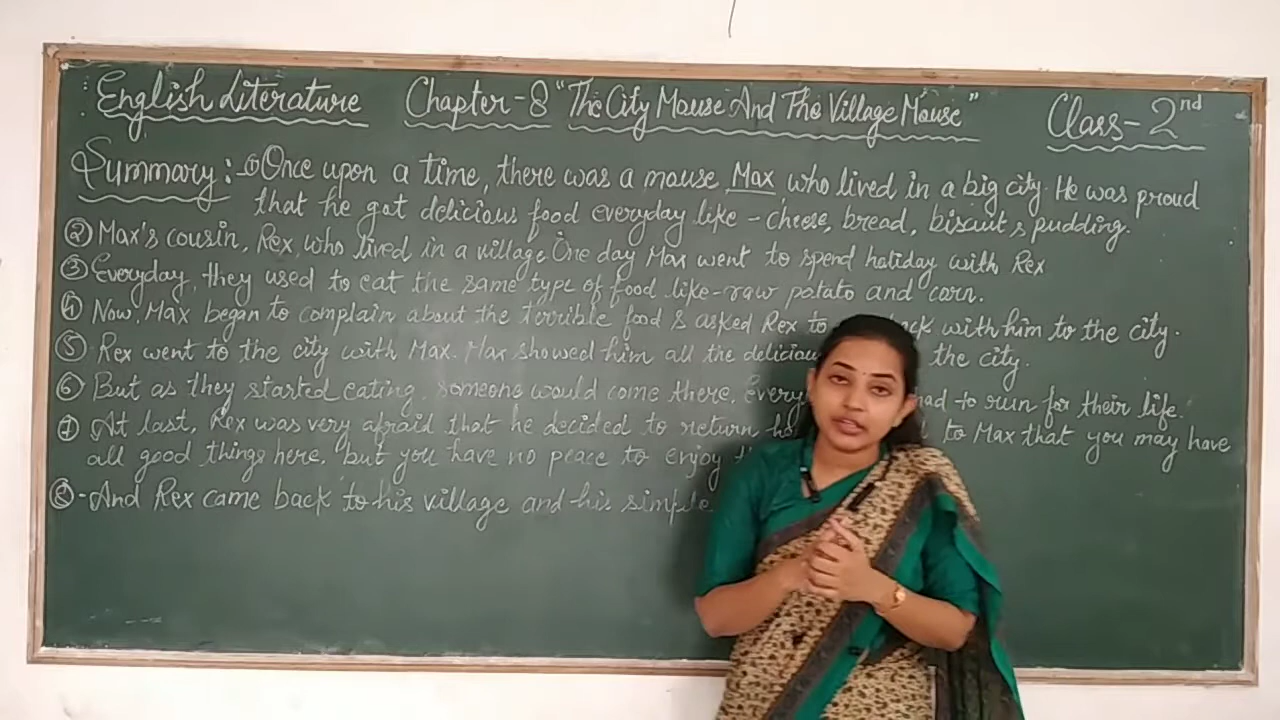 English Literature Chapter-8 "The City Mouse And The Village Mouse" Class-2nd
Summary:-① Once upon a time, there was a mouse Max, who lived in a big city. He was proud
that he got delicious food everyday like - cheese, bread, biscuit & pudding.
② Max's cousin, Rex, who lived in a village. One day Max went to spend holiday with Rex
③ Everyday, they used to eat the same type of food like-raw potato and corn.
④ Now, Max began to complain about the terrible food & asked Rex to back with him to the city.
⑤ Rex went to the city with Max. Max showed him all the the city.
⑥ But as they started eating, someone would come there, had to run for their life.
⑦ At last, Rex was very afraid that he decided to return to Max that you may have
all good things here, but you have no peace to enjoy
⑧ - And Rex came back to his village and his simple